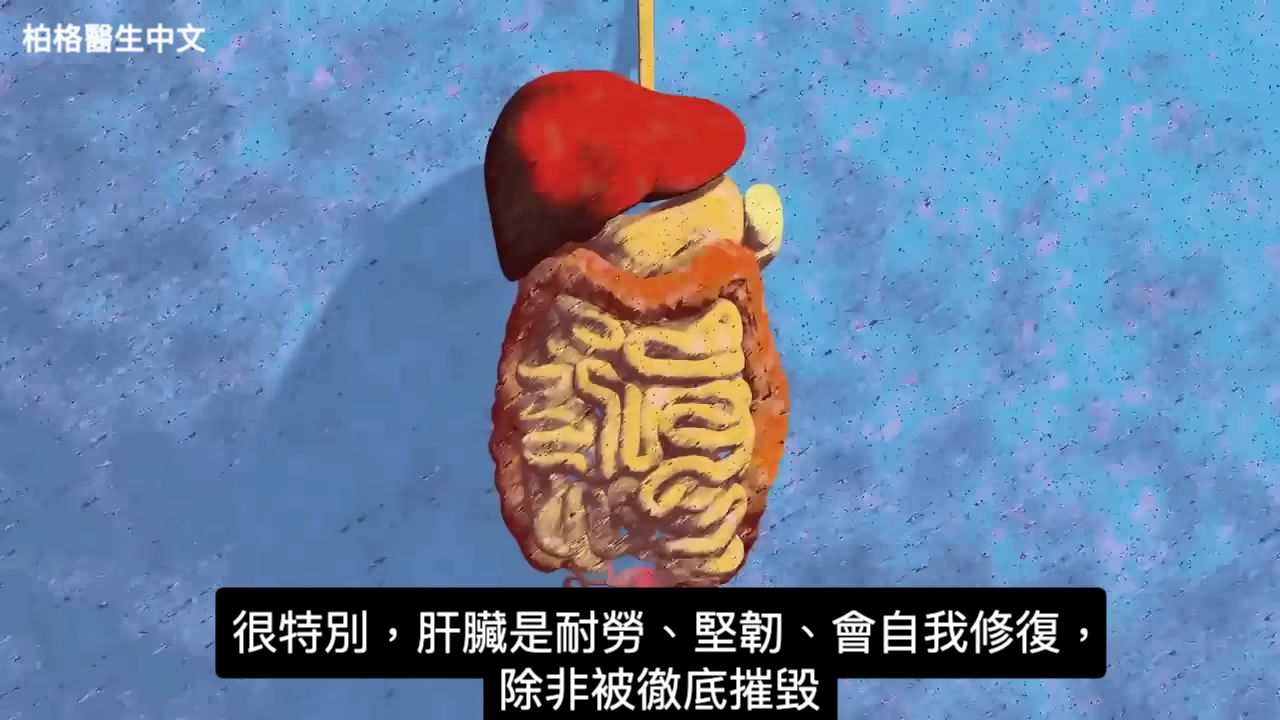 柏格醫生中文
很特別，肝臟是耐勞、堅韌、會自我修復，
除非被徹底摧毀